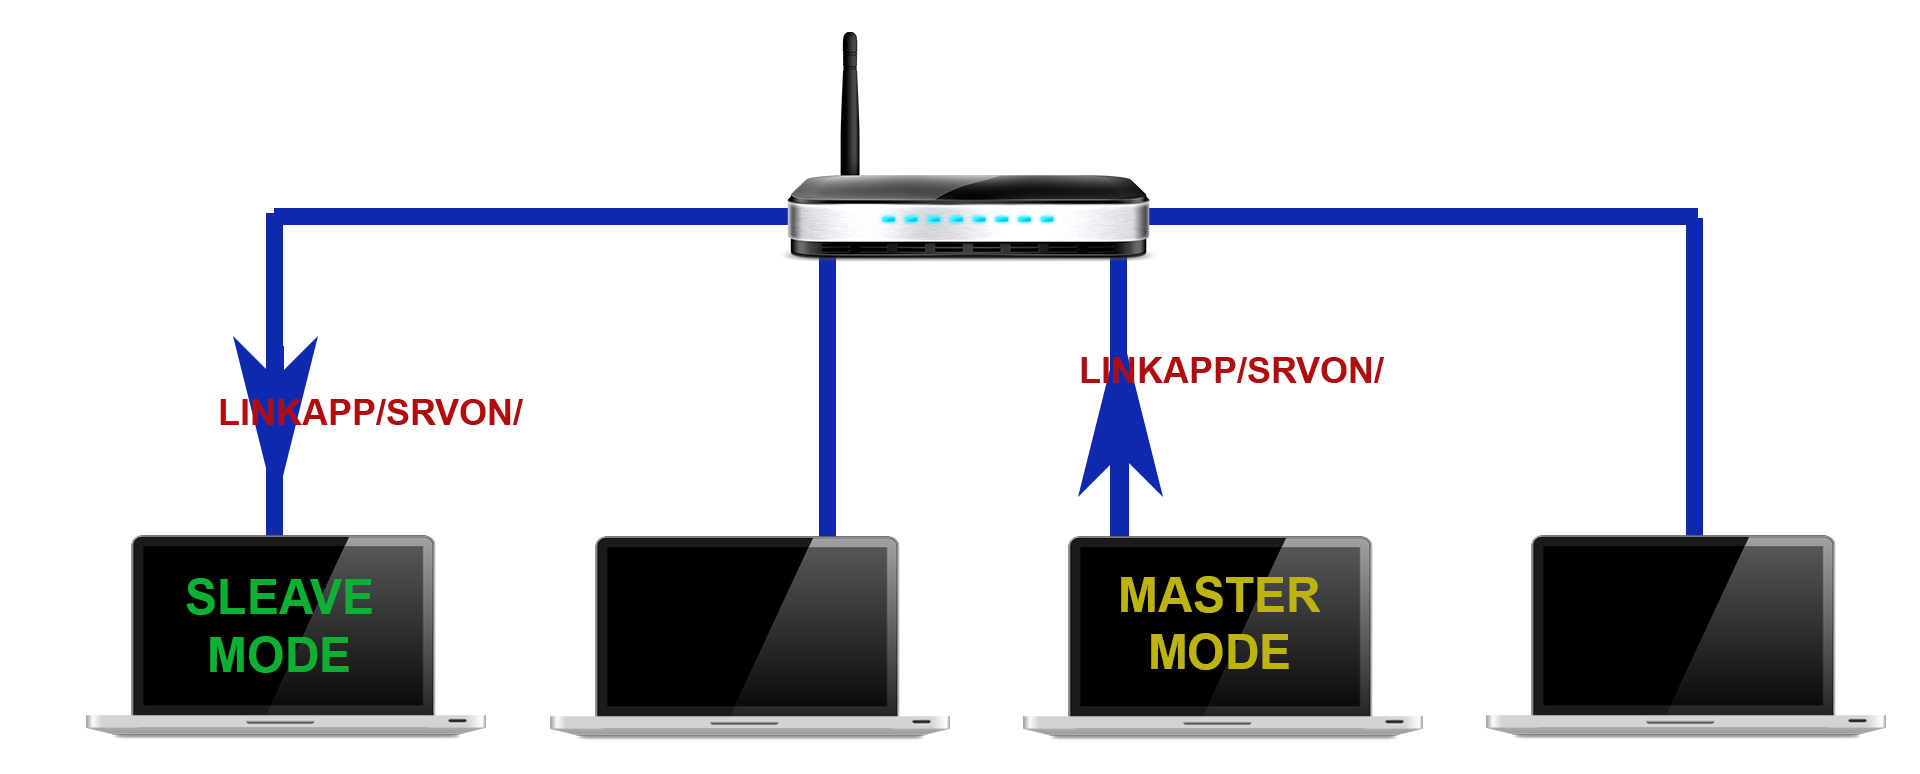 LINKAPP/SRVON/
LINKAPP/SRVON/
SLEAVE
MODE
MASTER
MODE